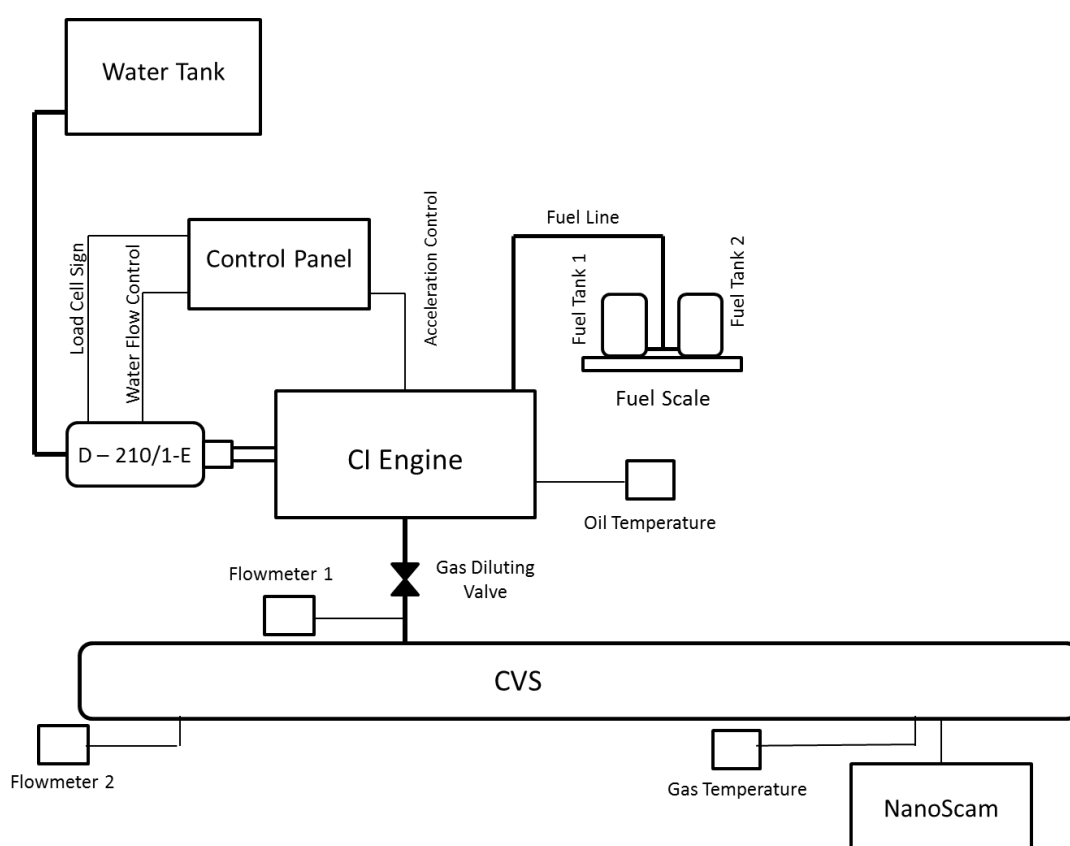 Water Tank
Load Cell Sign
Water Flow Control
Control Panel
Acceleration Control
Fuel Line
Fuel Tank 1
Fuel Tank 2
Fuel Scale
D – 210/1-E
CI Engine
Oil Temperature
Flowmeter 1
Gas Diluting
Valve
CVS
Flowmeter 2
Gas Temperature
NanoScam